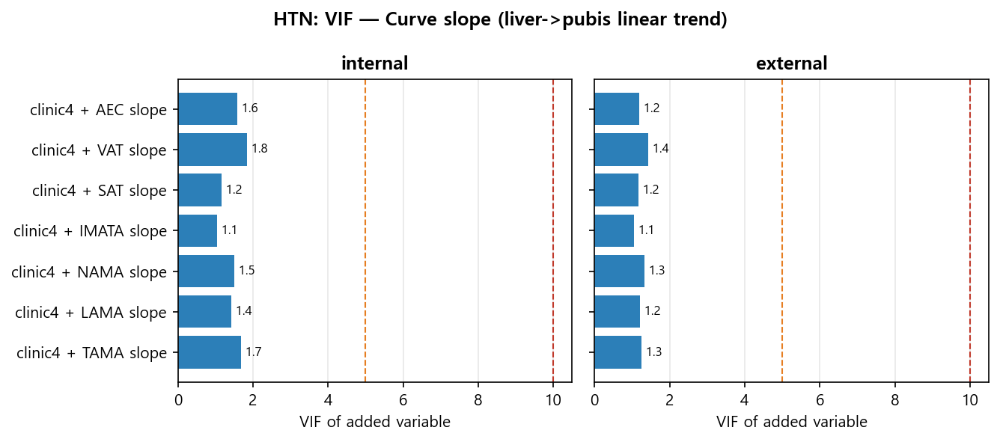 HTN: VIF — Curve slope (liver->pubis linear trend)
internal
external
clinic4 + AEC slope
1.6
1.2
clinic4 + VAT slope
1.8
1.4
clinic4 + SAT slope
1.2
1.2
clinic4 + IMATA slope
1.1
1.1
clinic4 + NAMA slope
1.5
1.3
clinic4 + LAMA slope
1.4
1.2
clinic4 + TAMA slope
1.7
1.3
0 2 4 6 8 10
0 2 4 6 8 10
VIF of added variable
VIF of added variable